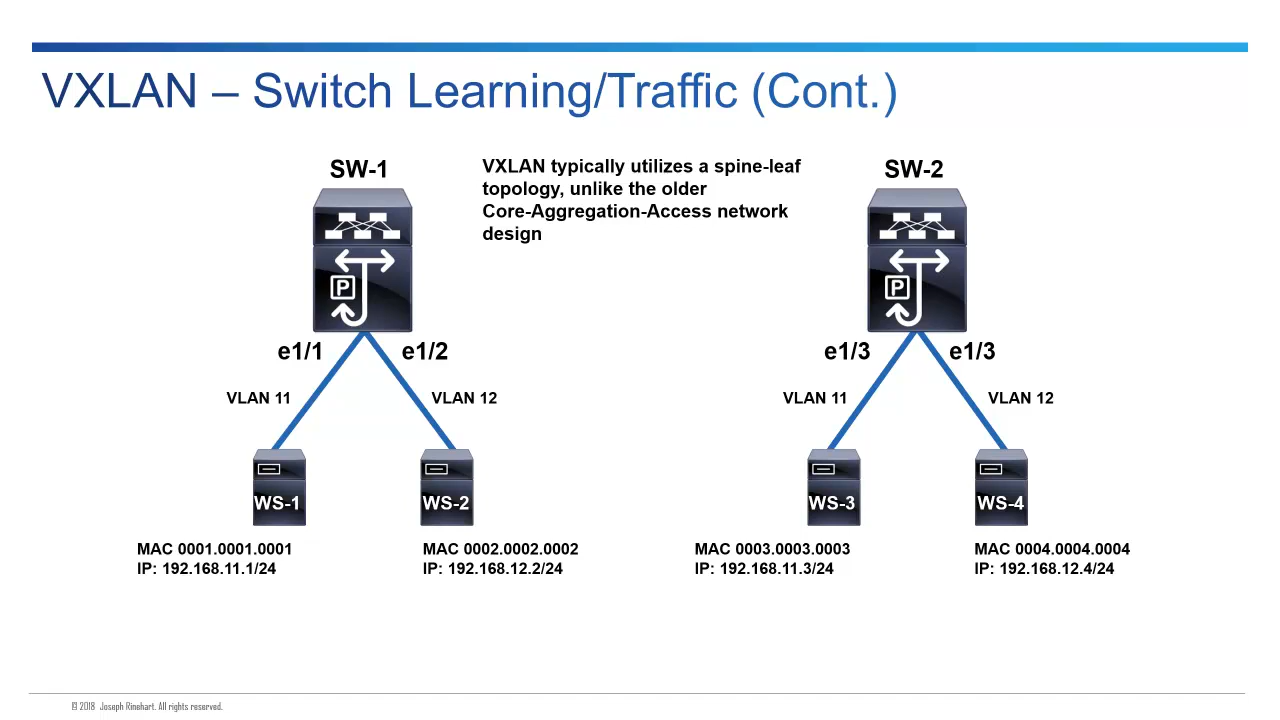 VXLAN – Switch Learning/Traffic (Cont.)
SW-1
VXLAN typically utilizes a spine-leaf
topology, unlike the older
Core-Aggregation-Access network
design
SW-2
P
P
e1/1
e1/2
e1/3
e1/3
VLAN 11
VLAN 12
VLAN 11
VLAN 12
WS-1
WS-2
WS-3
WS-4
MAC 0001.0001.0001
IP: 192.168.11.1/24
MAC 0002.0002.0002
IP: 192.168.12.2/24
MAC 0003.0003.0003
IP: 192.168.11.3/24
MAC 0004.0004.0004
IP: 192.168.12.4/24
© 2018 Joseph Rinehart. All rights reserved.